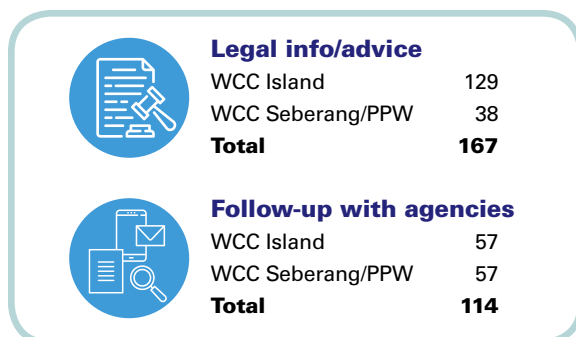 Legal info/advice
WCC Island 129
WCC Seberang/PPW 38
Total 167
Follow-up with agencies
WCC Island 57
WCC Seberang/PPW 57
Total 114